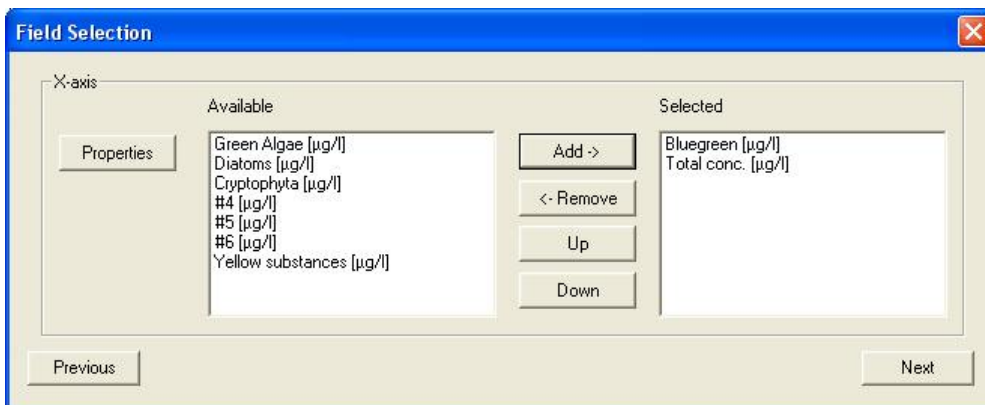 Field Selection
X-axis
Available
Selected
Properties
Green Algae [µg/l]
Diatoms [µg/l]
Cryptophyta [µg/l]
#4 [µg/l]
#5 [µg/l]
#6 [µg/l]
Yellow substances [µg/l]
Add ->
<- Remove
Up
Down
Bluegreen [µg/l]
Total conc. [µg/l]
Previous
Next